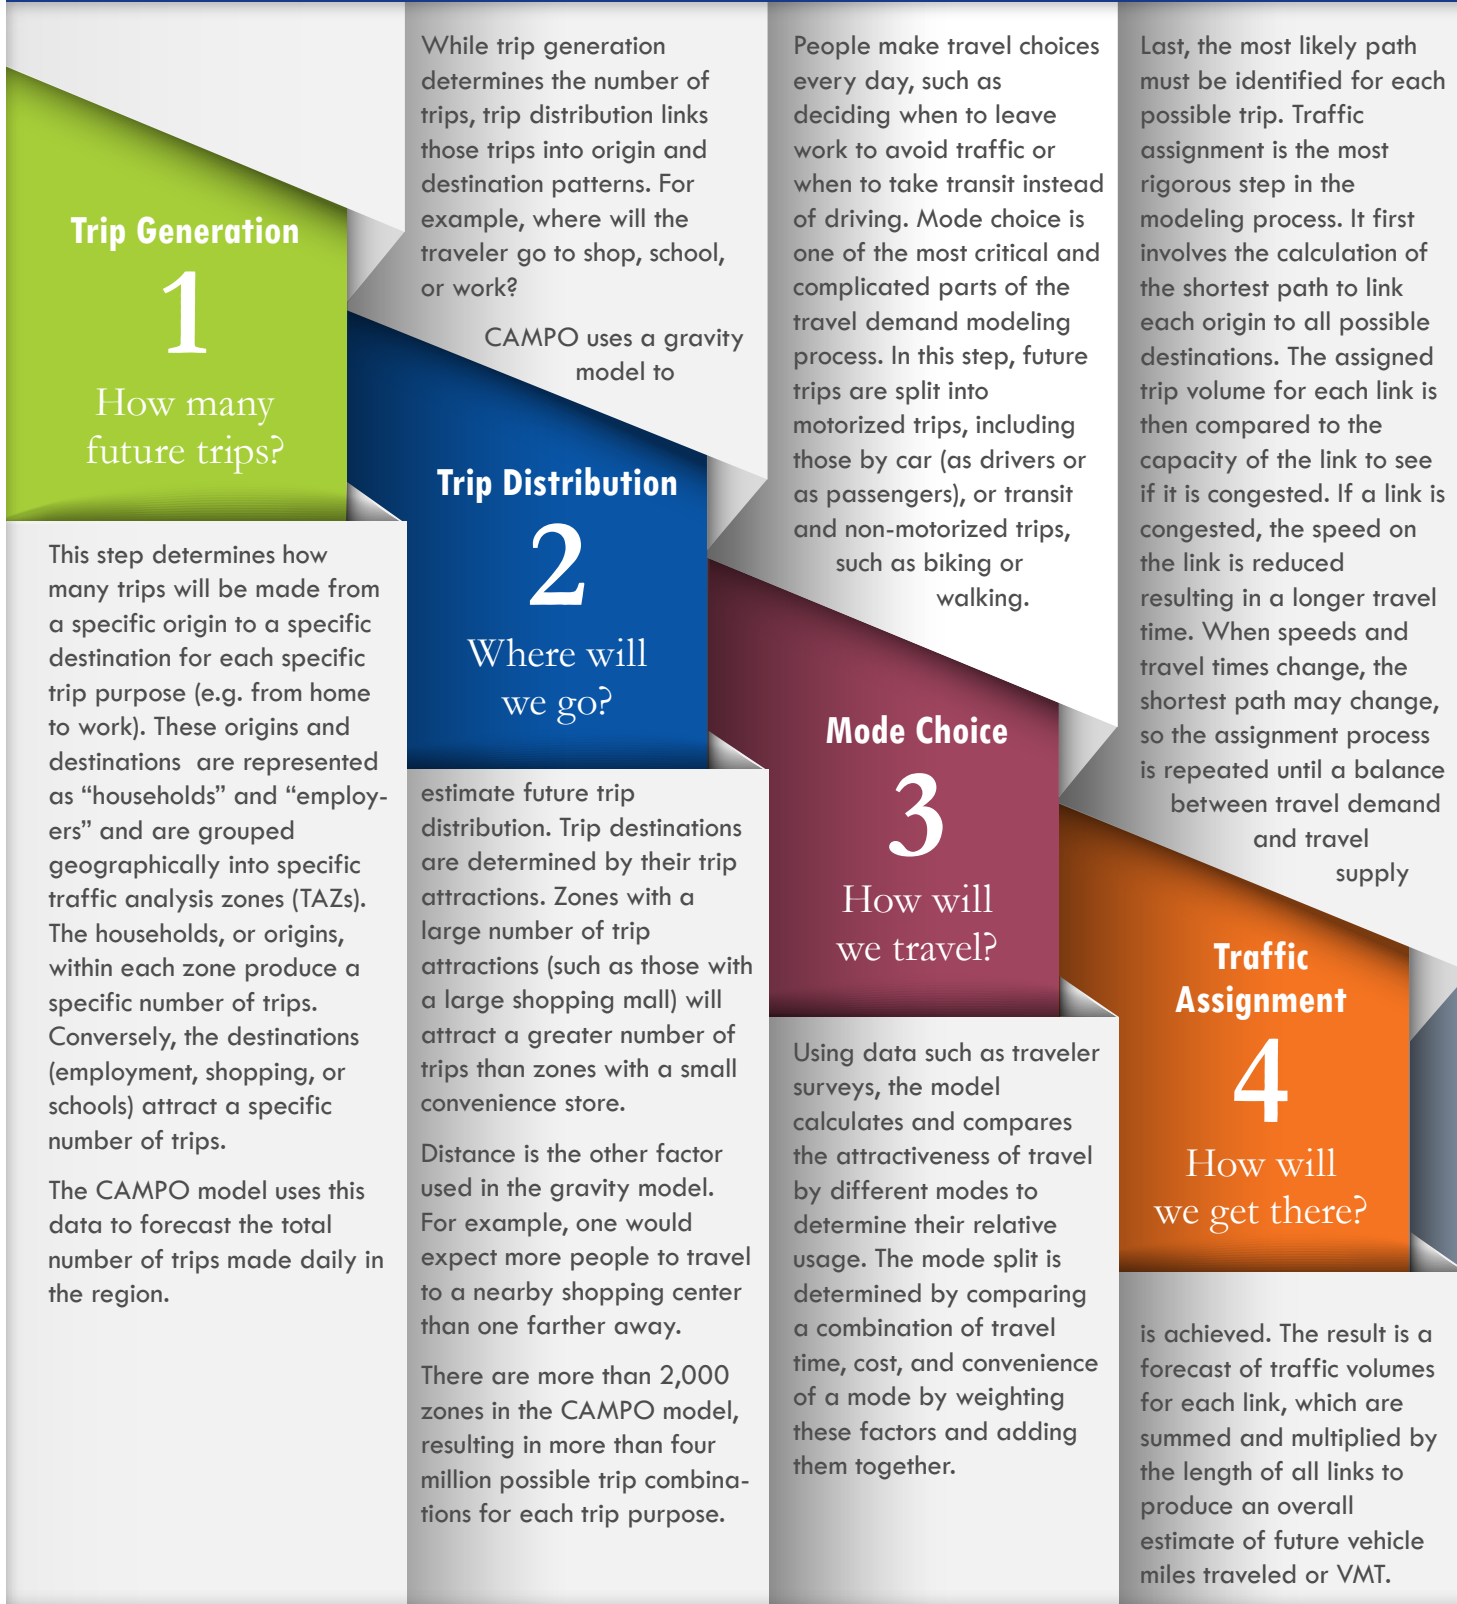 Trip Generation
1
How many
future trips?
This step determines how
many trips will be made from
a specific origin to a specific
destination for each specific
trip purpose (e.g. from home
to work). These origins and
destinations  are represented
as “households” and “employ-
ers” and are grouped
geographically into specific
traffic analysis zones (TAZs).
The households, or origins,
within each zone produce a
specific number of trips.
Conversely, the destinations
(employment, shopping, or
schools) attract a specific
number of trips.
The CAMPO model uses this
data to forecast the total
number of trips made daily in
the region.
While trip generation
determines the number of
trips, trip distribution links
those trips into origin and
destination patterns. For
example, where will the
traveler go to shop, school,
or work?
CAMPO uses a gravity
model to
Trip Distribution
2
Where will
we go?
estimate future trip
distribution. Trip destinations
are determined by their trip
attractions. Zones with a
large number of trip
attractions (such as those with
a large shopping mall) will
attract a greater number of
trips than zones with a small
convenience store.
Distance is the other factor
used in the gravity model.
For example, one would
expect more people to travel
to a nearby shopping center
than one farther away.
There are more than 2,000
zones in the CAMPO model,
resulting in more than four
million possible trip combina-
tions for each trip purpose.
People make travel choices
every day, such as
deciding when to leave
work to avoid traffic or
when to take transit instead
of driving. Mode choice is
one of the most critical and
complicated parts of the
travel demand modeling
process. In this step, future
trips are split into
motorized trips, including
those by car (as drivers or
as passengers), or transit
and non-motorized trips,
such as biking or
walking.
Mode Choice
3
How will
we travel?
Using data such as traveler
surveys, the model
calculates and compares
the attractiveness of travel
by different modes to
determine their relative
usage. The mode split is
determined by comparing
a combination of travel
time, cost, and convenience
of a mode by weighting
these factors and adding
them together.
Last, the most likely path
must be identified for each
possible trip. Traffic
assignment is the most
rigorous step in the
modeling process. It first
involves the calculation of
the shortest path to link
each origin to all possible
destinations. The assigned
trip volume for each link is
then compared to the
capacity of the link to see
if it is congested. If a link is
congested, the speed on
the link is reduced
resulting in a longer travel
time. When speeds and
travel times change, the
shortest path may change,
so the assignment process
is repeated until a balance
between travel demand
and travel
supply
Traffic
Assignment
4
How will
we get there?
is achieved. The result is a
forecast of traffic volumes
for each link, which are
summed and multiplied by
the length of all links to
produce an overall
estimate of future vehicle
miles traveled or VMT.